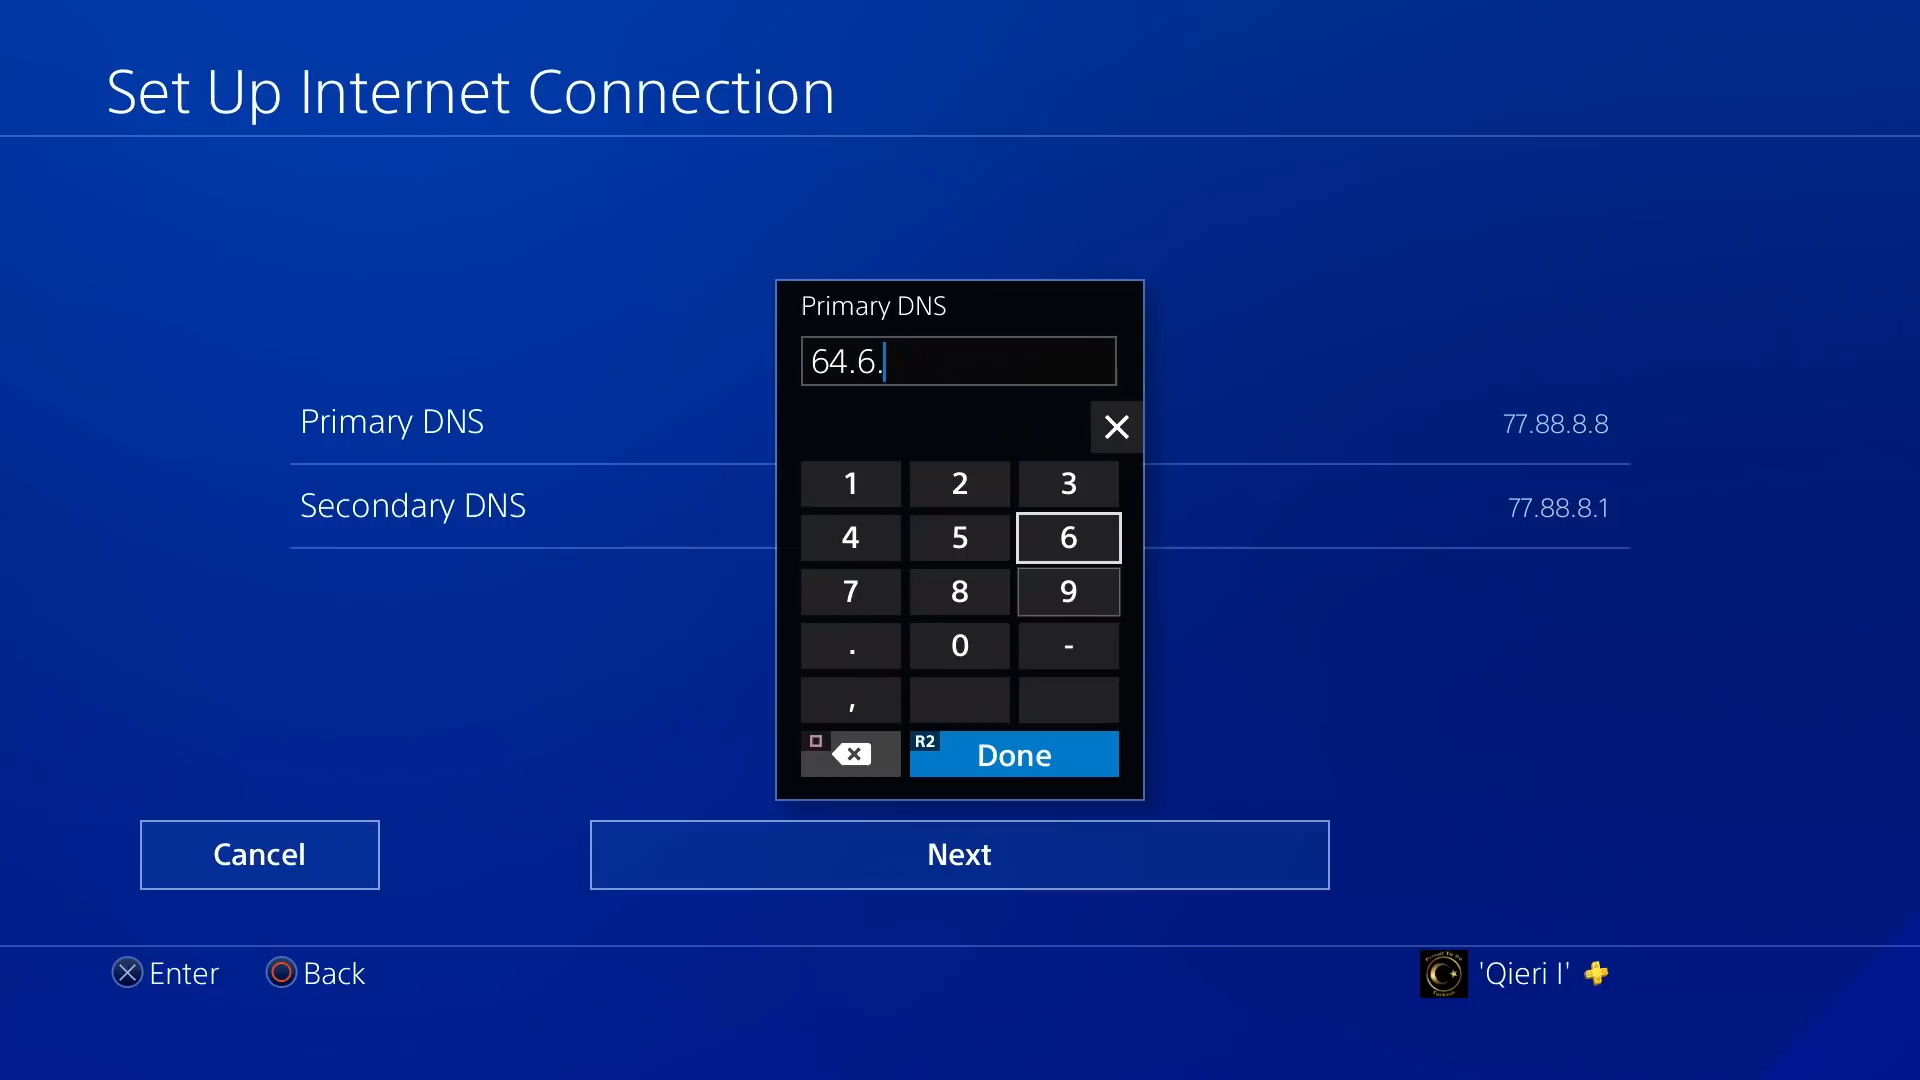 Set Up Internet Connection
Primary DNS
64.6.
Primary DNS 77.88.8.8
Secondary DNS 77.88.8.1
1 2 3
4 5 6
7 8 9
. 0 -
,
R2 Done
Cancel
Next
Enter Back
'Qieri I'